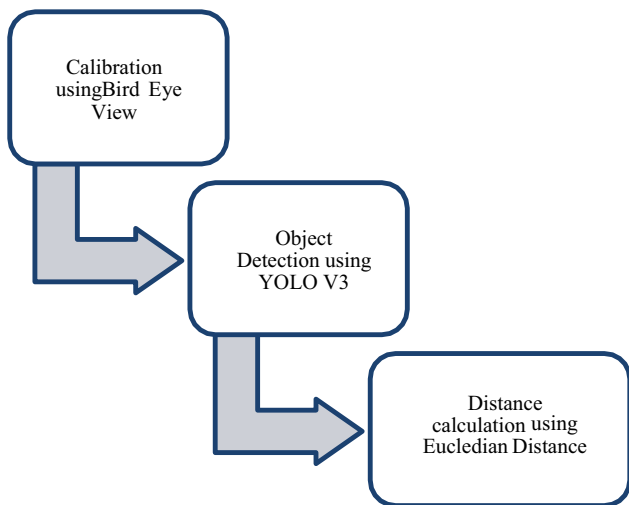 Calibration
usingBird Eye
View
Object
Detection using
YOLO V3
Distance
calculation using
Eucledian Distance